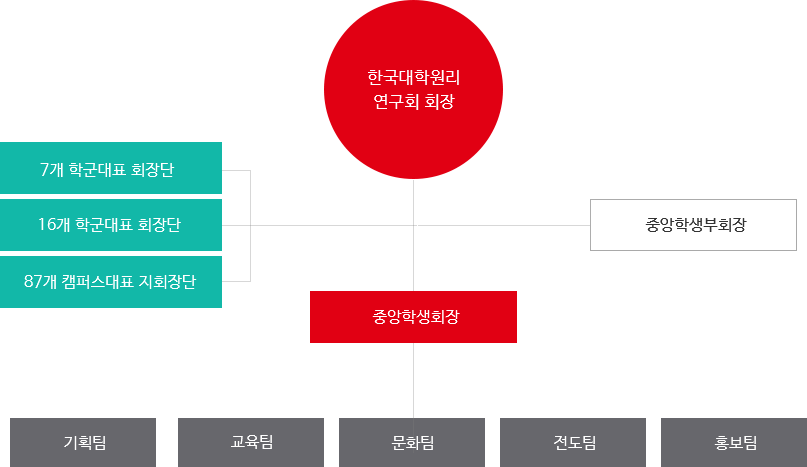 한국대학원리
연구회 회장
7개 학군대표 회장단
16개 학군대표 회장단
중앙학생부회장
87개 캠퍼스대표 지회장단
중앙학생회장
기획팀
교육팀
문화팀
전도팀
홍보팀